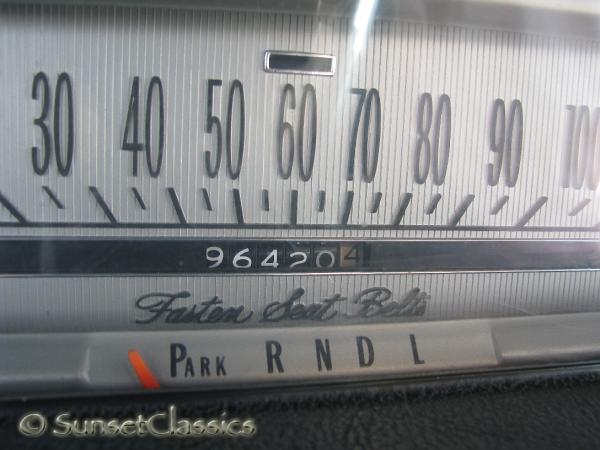 30 40 50 60 70 80 90 100
964204
Fasten Seat Belts
PARK R N D L
© SunsetClassics